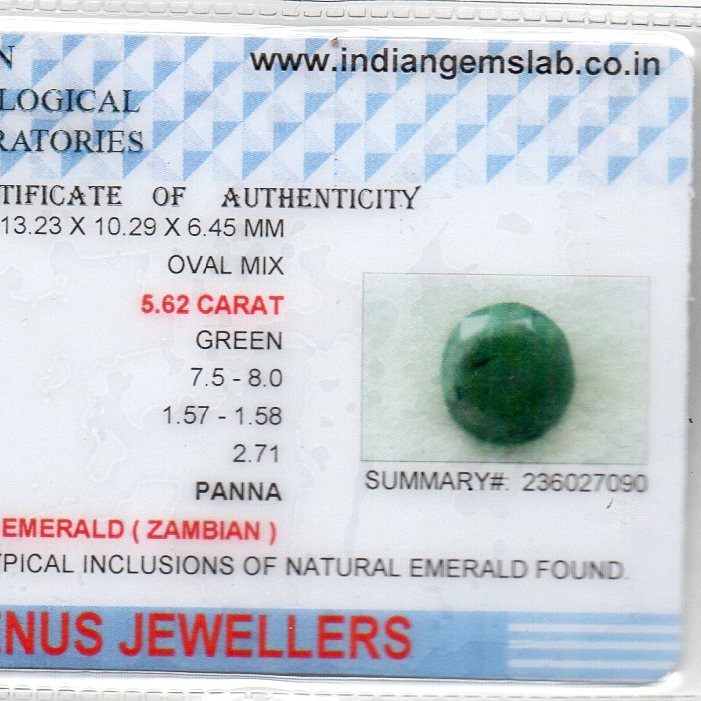 N
www.indiangemslab.co.in
LOGICAL
RATORIES
TIFICATE OF AUTHENTICITY
13.23 X 10.29 X 6.45 MM
OVAL MIX
5.62 CARAT
GREEN
7.5 - 8.0
1.57 - 1.58
2.71
PANNA
SUMMARY#: 236027090
EMERALD ( ZAMBIAN )
YPICAL INCLUSIONS OF NATURAL EMERALD FOUND.
ENUS JEWELLERS